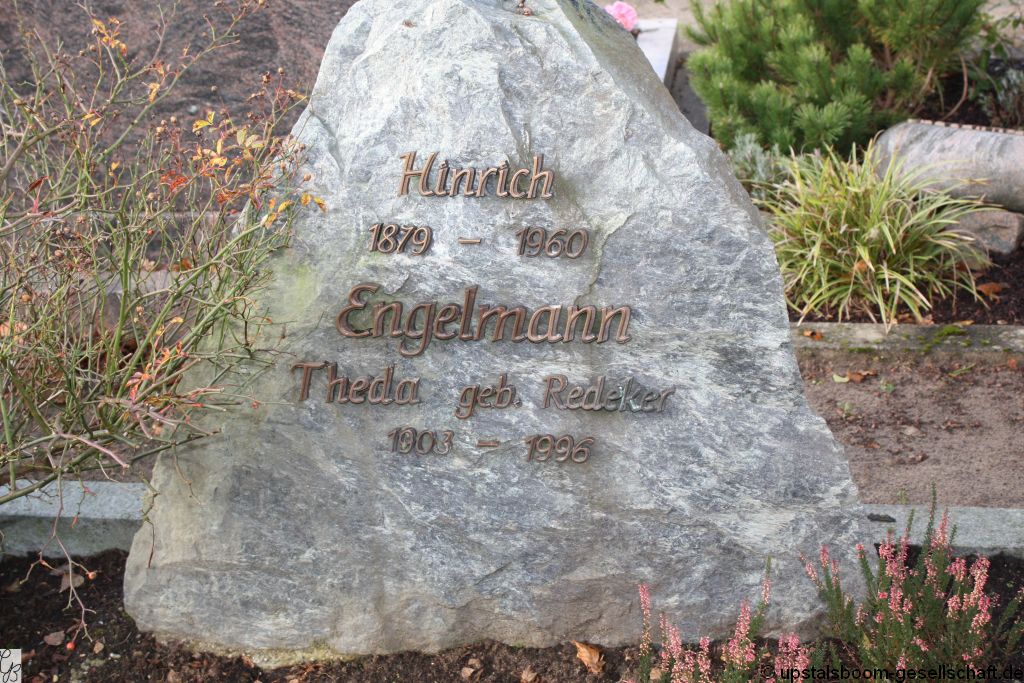 Hinrich
1879 – 1960
Engelmann
Theda geb. Redeker
1903 – 1996
© upstalsboom-gesellschaft.de